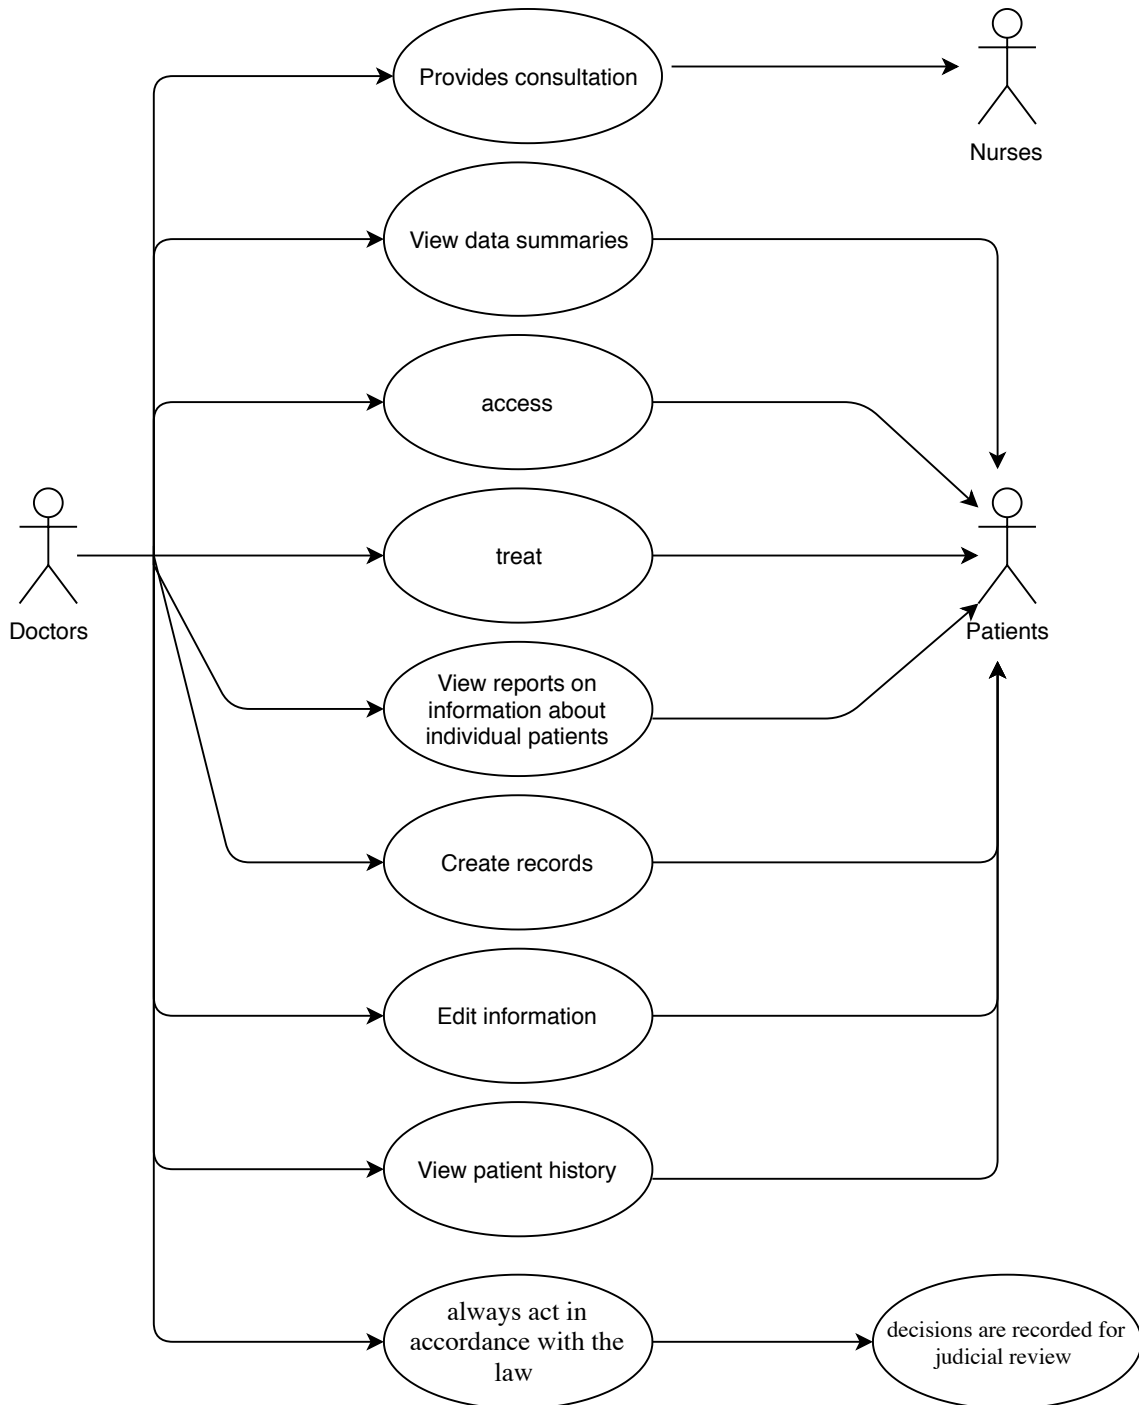 Provides consultation
Nurses
View data summaries
access
treat
Doctors
Patients
View reports on
information about
individual patients
Create records
Edit information
View patient history
always act in
accordance with the
law
decisions are recorded for
judicial review